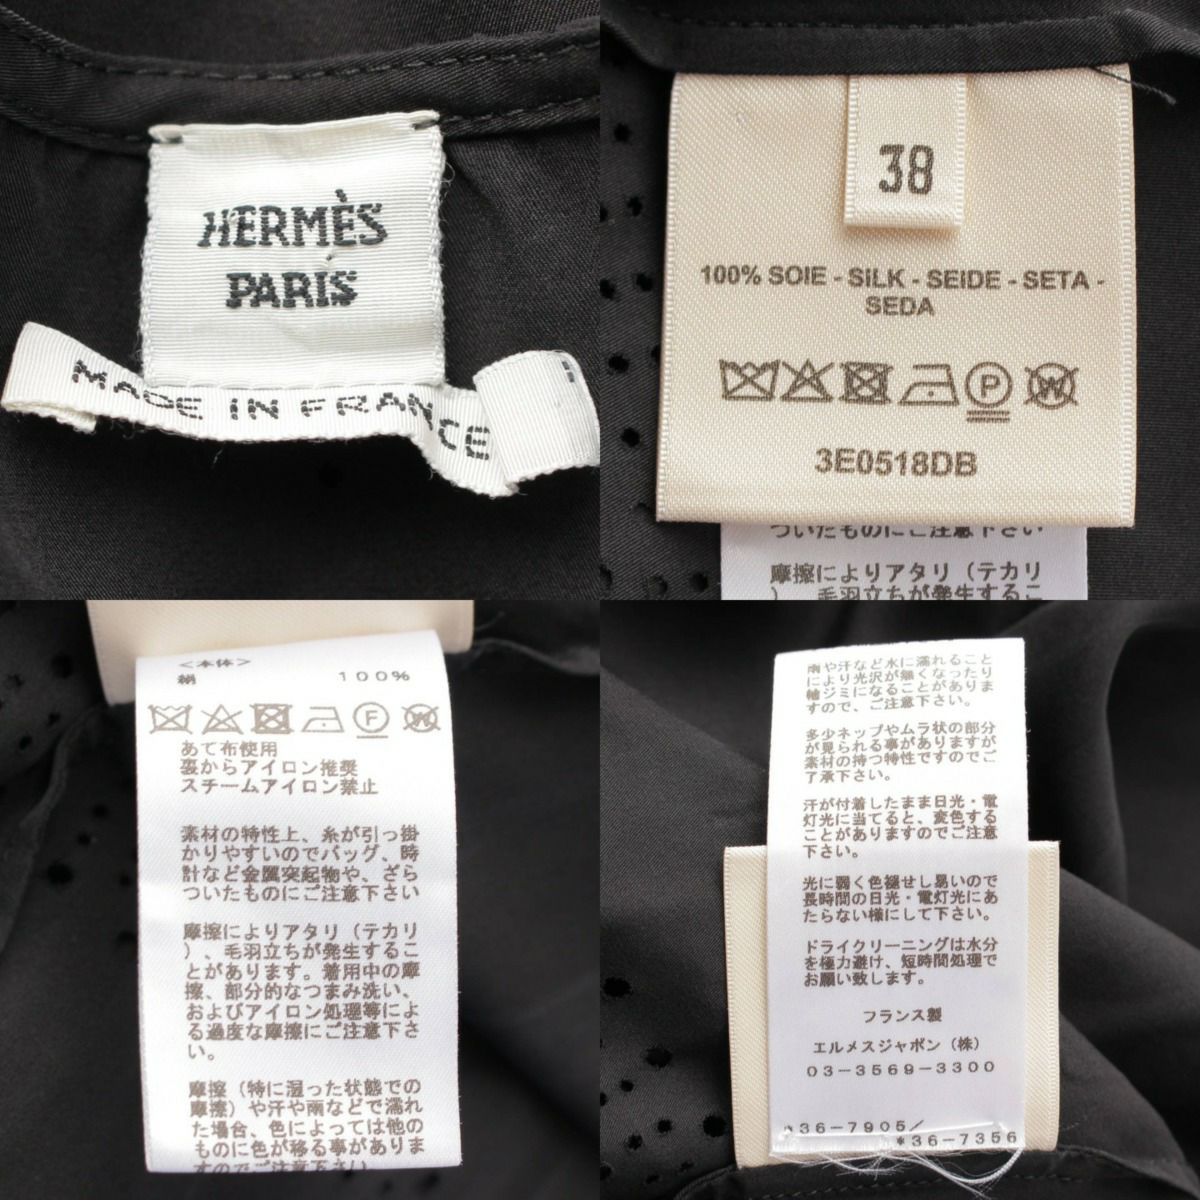 HERMÈS
PARIS
MADE IN FRANCE
38
100% SOIE - SILK - SEIDE - SETA -
SEDA
P
W
3E0518DB
ついたものにご注意下さい
摩擦によりアタリ（テカリ
）、毛羽立ちが発生するこ
<本体>
絹 100%
F
W
あて布使用
裏からアイロン推奨
スチームアイロン禁止
素材の特性上、糸が引っ掛
かりやすいのでバッグ、時
計など金属突起物や、ざら
ついたものにご注意下さい
摩擦によりアタリ（テカリ
）、毛羽立ちが発生するこ
とがあります。着用中の摩
擦、部分的なつまみ洗い、
およびアイロン処理等によ
る過度な摩擦にご注意下さ
い。
摩擦（特に湿った状態での
摩擦）や汗や雨などで濡れ
た場合、色によっては他の
ものに色が移る事がありま
すのでご注意下さい
雨や汗など水に濡れること
により光沢が無くなったり
輪ジミになることがありま
すので、ご注意下さい。
多少ネップやムラ状の部分
が見られる事がありますが
素材の持つ特性ですのでご
了承下さい。
汗が付着したまま日光・電
灯光に当てると、変色する
ことがありますのでご注意
下さい。
光に弱く色褪せし易いので
長時間の日光・電灯光にあ
たらない様にして下さい。
ドライクリーニングは水分
を極力避け、短時間処理で
お願い致します。
フランス製
エルメスジャポン（株）
03-3569-3300
*36-7905/
*36-7356